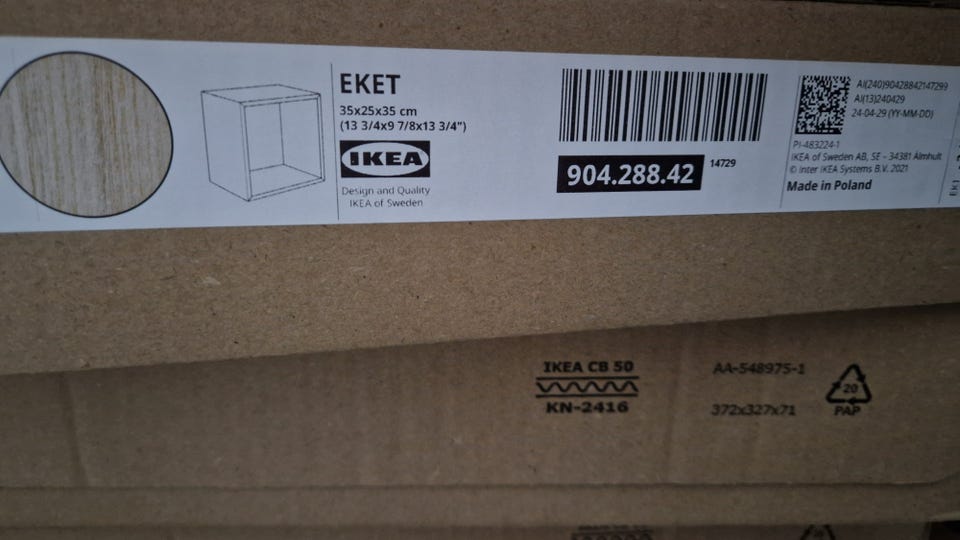 EKET
35x25x35 cm
(13 3/4x9 7/8x13 3/4")
IKEA
Design and Quality
IKEA of Sweden
904.288.42
14729
AI(240)90428842147299
AI(13)240429
24-04-29 (YY-MM-DD)
PI-483224-1
IKEA of Sweden AB, SE – 34381 Älmhult
© Inter IKEA Systems B.V. 2021
Made in Poland
IKEA CB 50
KN-2416
AA-548975-1
372x327x71
20
PAP